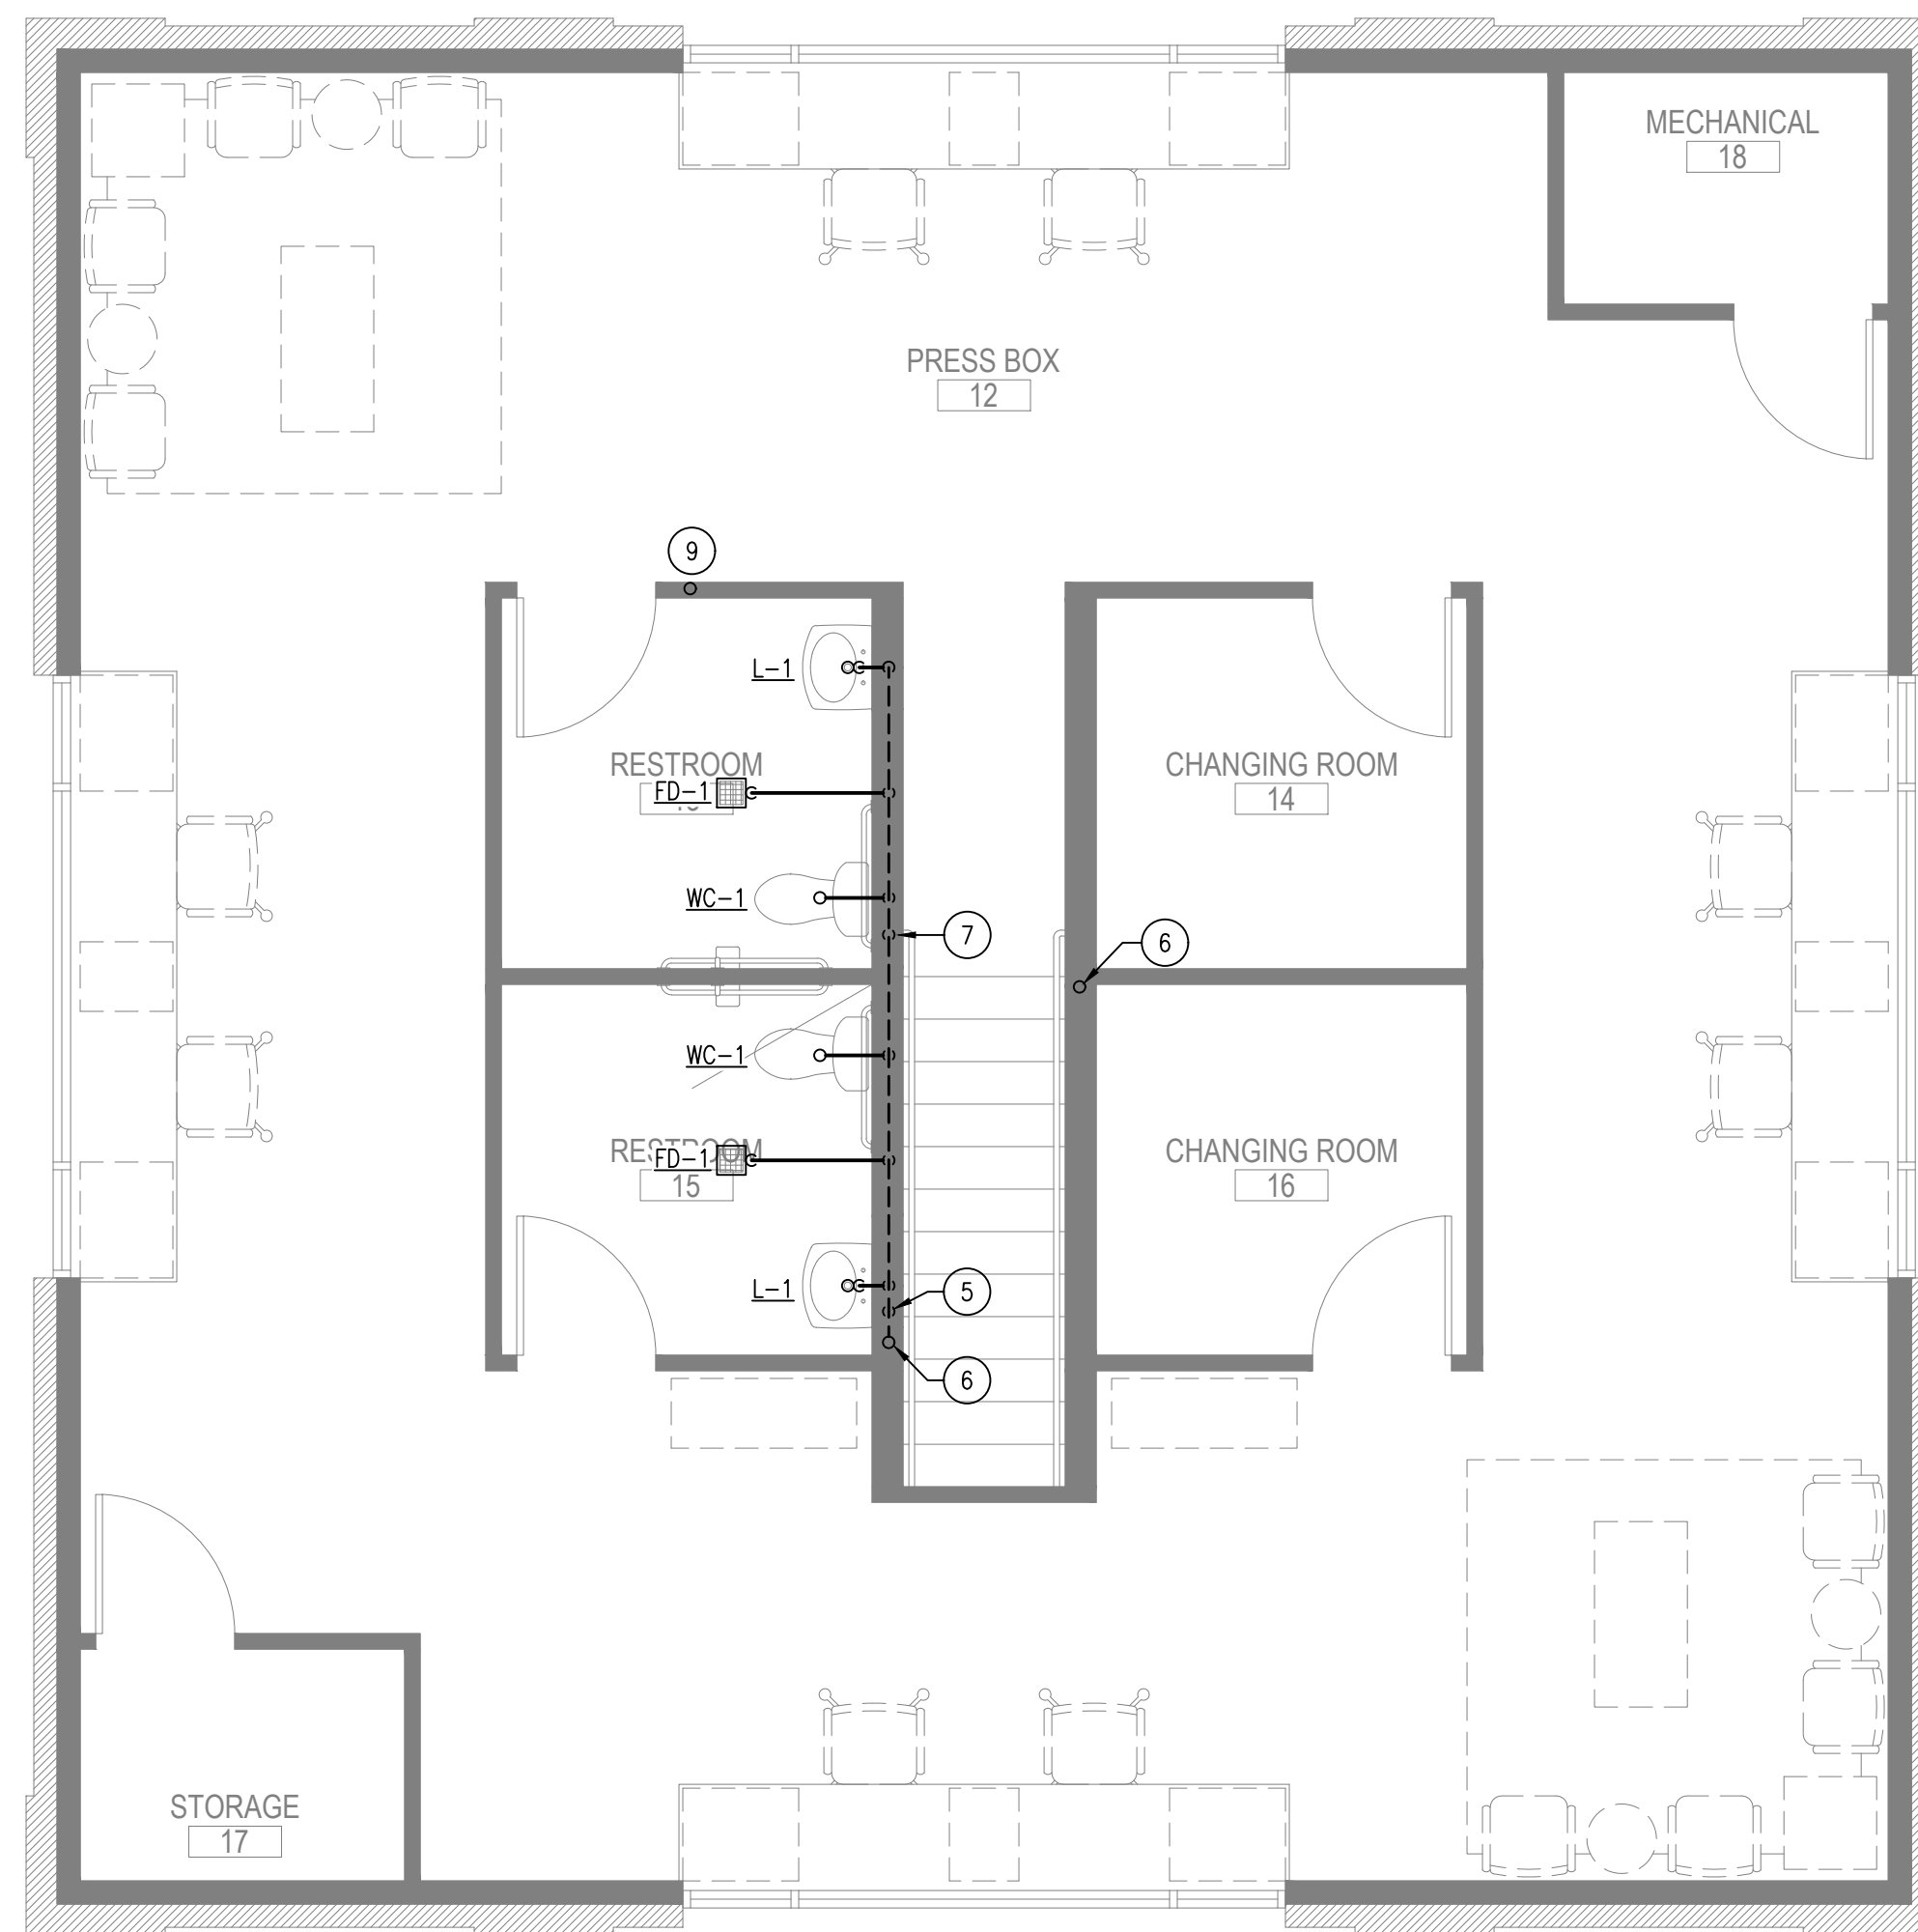 MECHANICAL
18
PRESS BOX
12
9
L-1
RESTROOM
FD-1
CHANGING ROOM
14
WC-1
7
6
WC-1
RESTROOM
FD-1
15
CHANGING ROOM
16
L-1
5
6
STORAGE
17